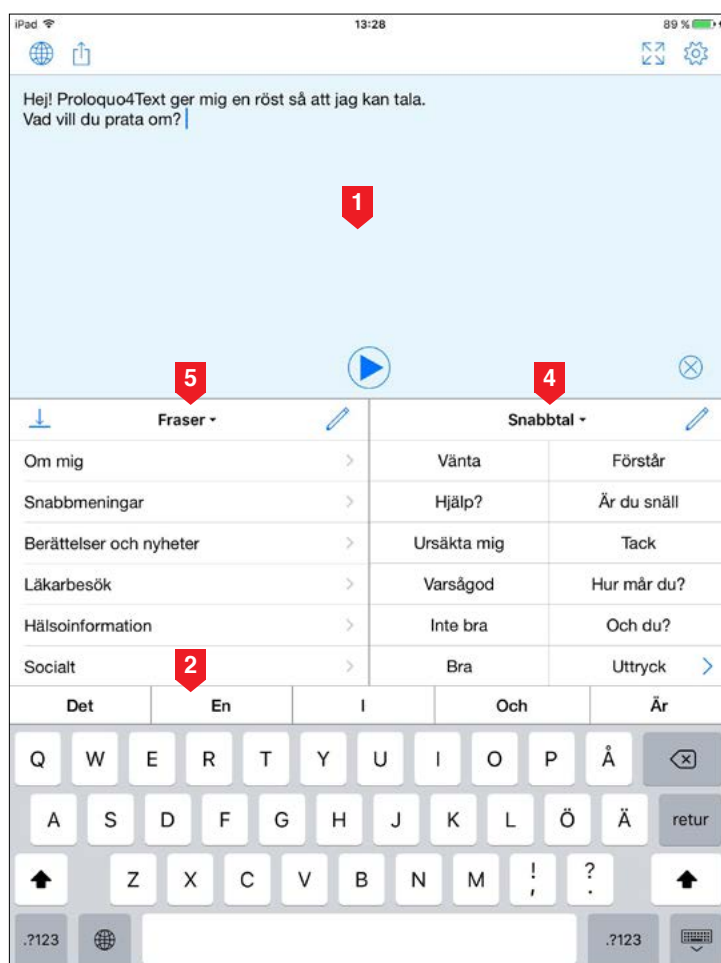 iPad 13:28 89 %
Hej! Proloquo4Text ger mig en röst så att jag kan tala.
Vad vill du prata om?
1
5
4
Fraser
Snabbtal
Om mig
Vänta
Förstår
Snabbmeningar
Hjälp?
Är du snäll
Berättelser och nyheter
Ursäkta mig
Tack
Läkarbesök
Varsågod
Hur mår du?
Hälsoinformation
Inte bra
Och du?
Socialt
2
Bra
Uttryck
Det En I Och Är
Q W E R T Y U I O P Å
A S D F G H J K L Ö Ä retur
Z X C V B N M ! , ? .
.?123 .?123